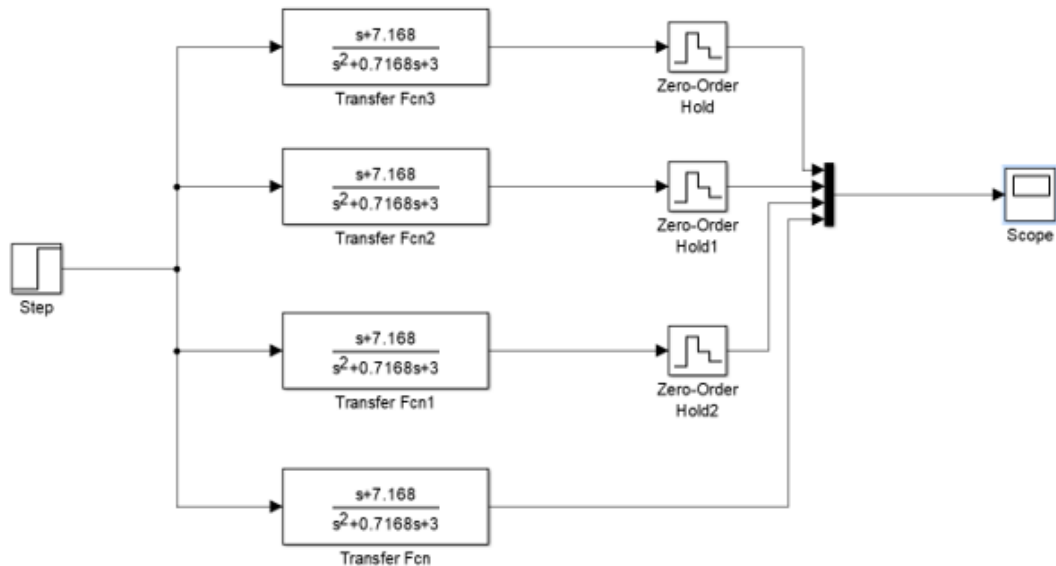 s+7.168
s²+0.7168s+3
Transfer Fcn3
Zero-Order
Hold
s+7.168
s²+0.7168s+3
Transfer Fcn2
Zero-Order
Hold1
Scope
Step
s+7.168
s²+0.7168s+3
Transfer Fcn1
Zero-Order
Hold2
s+7.168
s²+0.7168s+3
Transfer Fcn